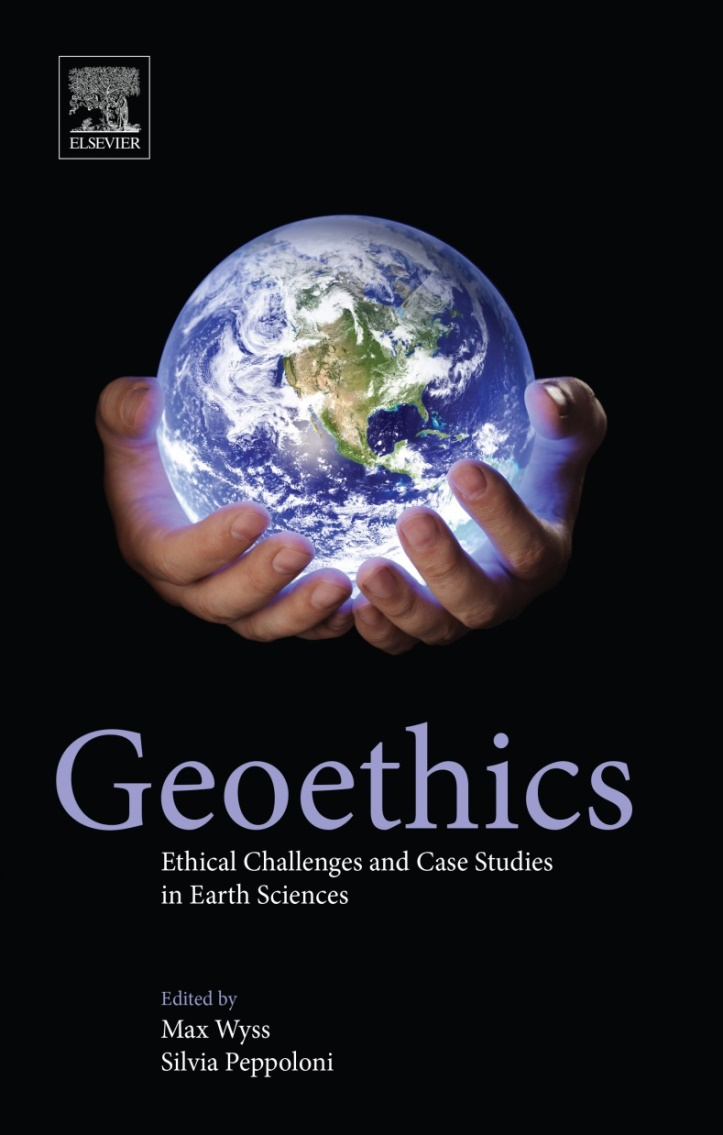 ELSEVIER
Geoethics
Ethical Challenges and Case Studies
in Earth Sciences
Edited by
Max Wyss
Silvia Peppoloni